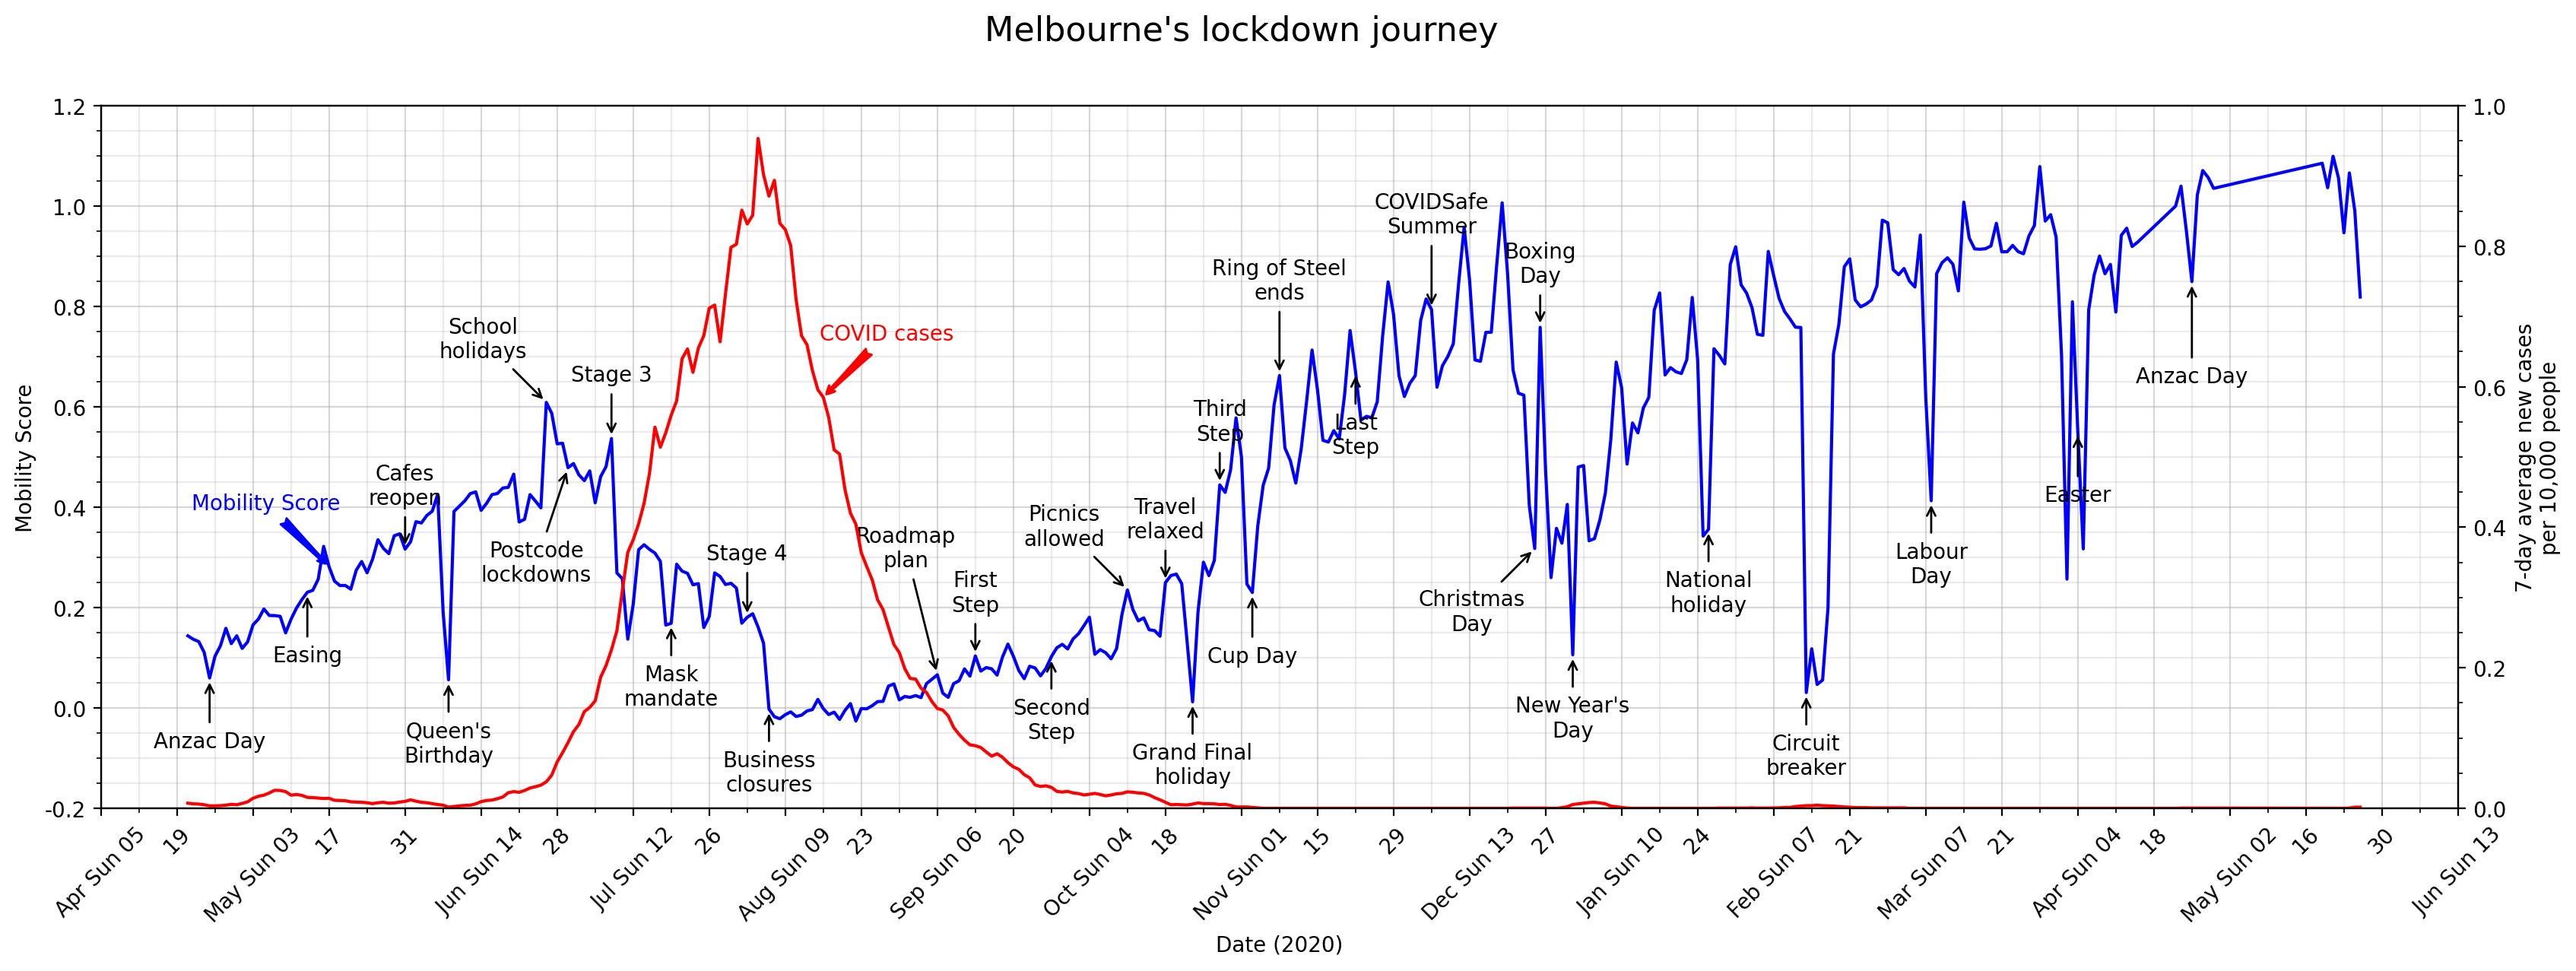 Melbourne's lockdown journey
1.2
1.0
0.8
0.6
0.4
0.2
0.0
-0.2
Mobility Score
1.0
0.8
0.6
0.4
0.2
0.0
7-day average new cases
per 10,000 people
Mobility Score
COVID cases
Anzac Day
Easing
Cafes
reopen
Queen's
Birthday
School
holidays
Postcode
lockdowns
Stage 3
Mask
mandate
Stage 4
Business
closures
Roadmap
plan
First
Step
Second
Step
Picnics
allowed
Travel
relaxed
Grand Final
holiday
Third
Step
Cup Day
Ring of Steel
ends
Last
Step
COVIDSafe
Summer
Christmas
Day
Boxing
Day
New Year's
Day
National
holiday
Circuit
breaker
Labour
Day
Easter
Anzac Day
Apr Sun 05
19
May Sun 03
17
31
Jun Sun 14
28
Jul Sun 12
26
Aug Sun 09
23
Sep Sun 06
20
Oct Sun 04
18
Nov Sun 01
15
29
Dec Sun 13
27
Jan Sun 10
24
Feb Sun 07
21
Mar Sun 07
21
Apr Sun 04
18
May Sun 02
16
30
Jun Sun 13
Date (2020)